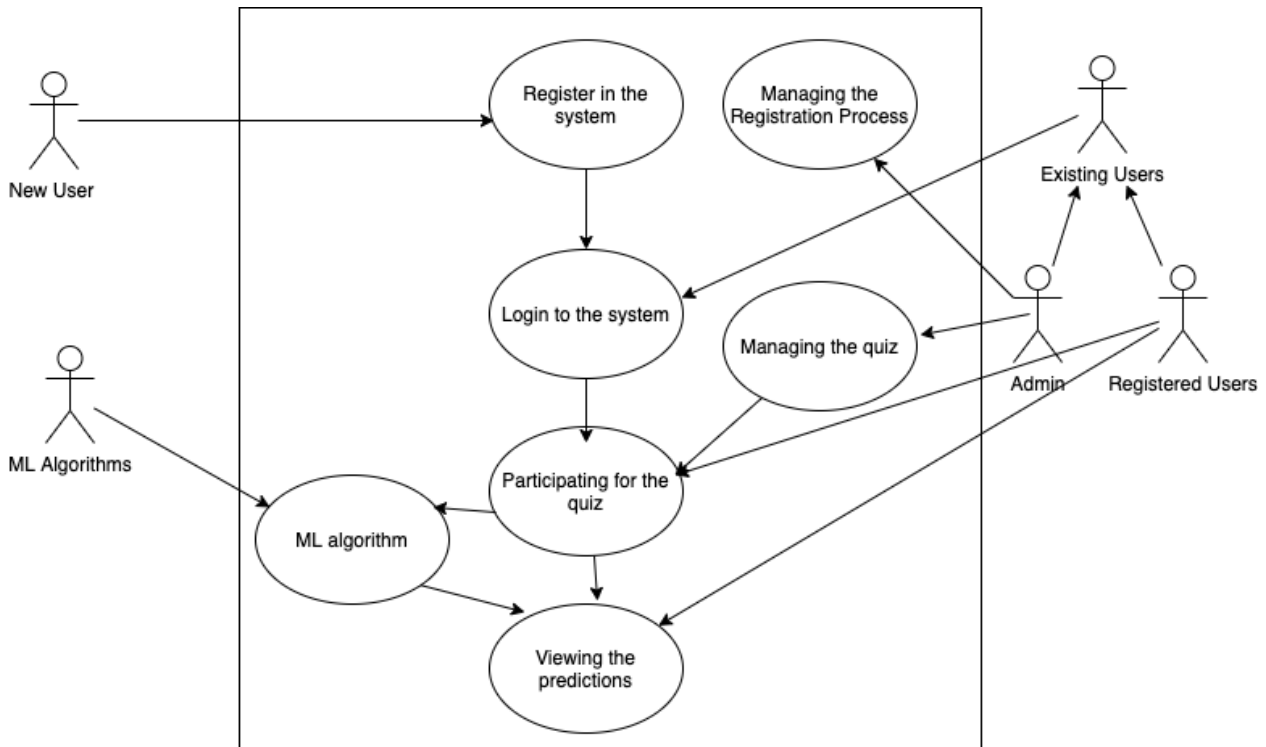 Register in the
system
Managing the
Registration Process
New User
Existing Users
Login to the system
Managing the quiz
Admin
Registered Users
ML Algorithms
Participating for the
quiz
ML algorithm
Viewing the
predictions